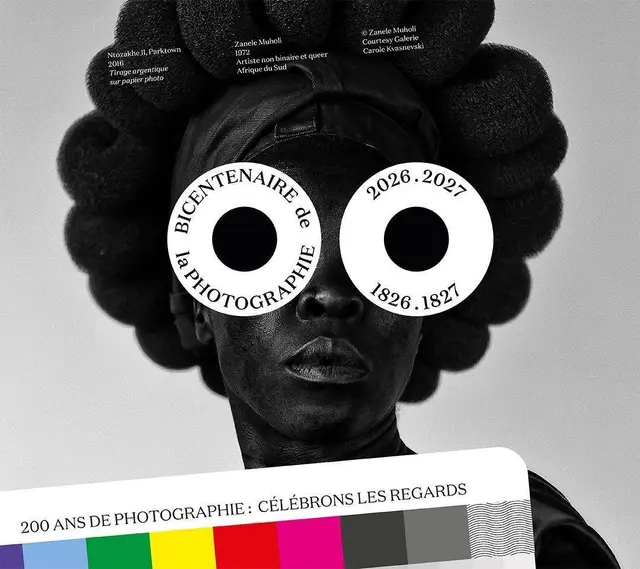 Ntozakhe II, Parktown
2016
Tirage argentique
sur papier photo
Zanele Muholi
1972
Artiste non binaire et queer
Afrique du Sud
© Zanele Muholi
Courtesy Galerie
Carole Kvasnevski
BICENTENAIRE de
la PHOTOGRAPHIE
2026.2027
1826.1827
200 ANS DE PHOTOGRAPHIE : CÉLÉBRONS LES REGARDS